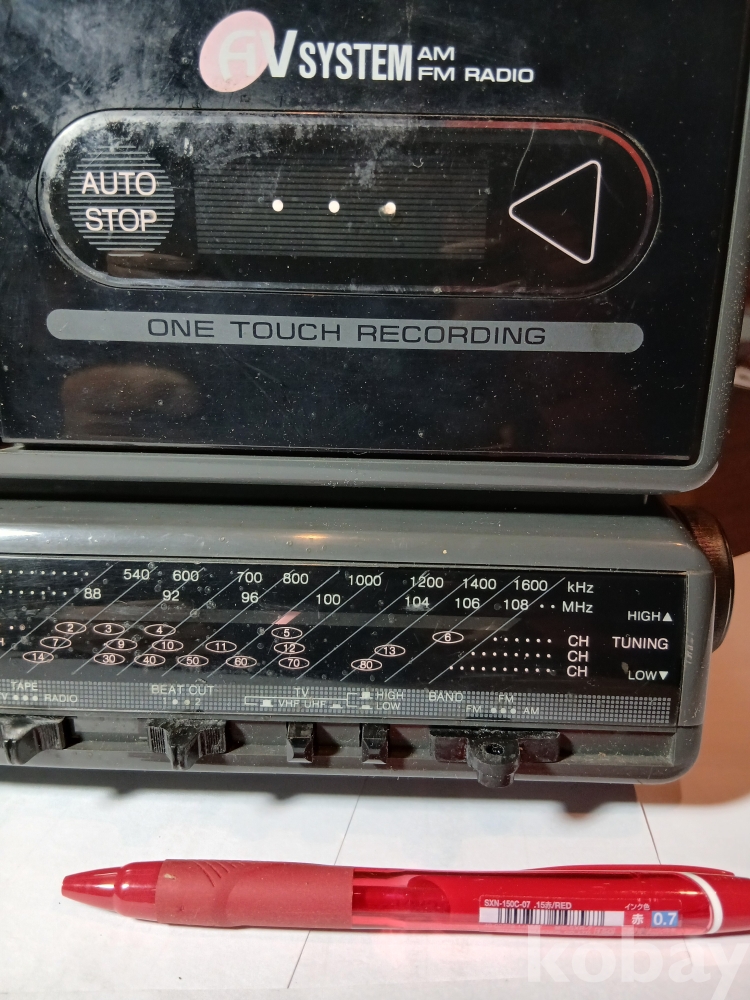 AV SYSTEM AM
FM RADIO
AUTO
STOP
ONE TOUCH RECORDING
540 600 700 800 1000 1200 1400 1600 kHz
88 92 96 100 104 106 108 MHz
HIGH▲
2 3 4 5 6 CH
TUNING
7 9 10 11 12 13 CH
14 30 40 50 60 70 80 CH
LOW▼
TAPE
RADIO
BEAT CUT
1
TV
VHF UHF
HIGH
LOW
BAND
FM
FM AM
SXN-150C-07 .15赤/RED
インク色
赤 0.7
kobay